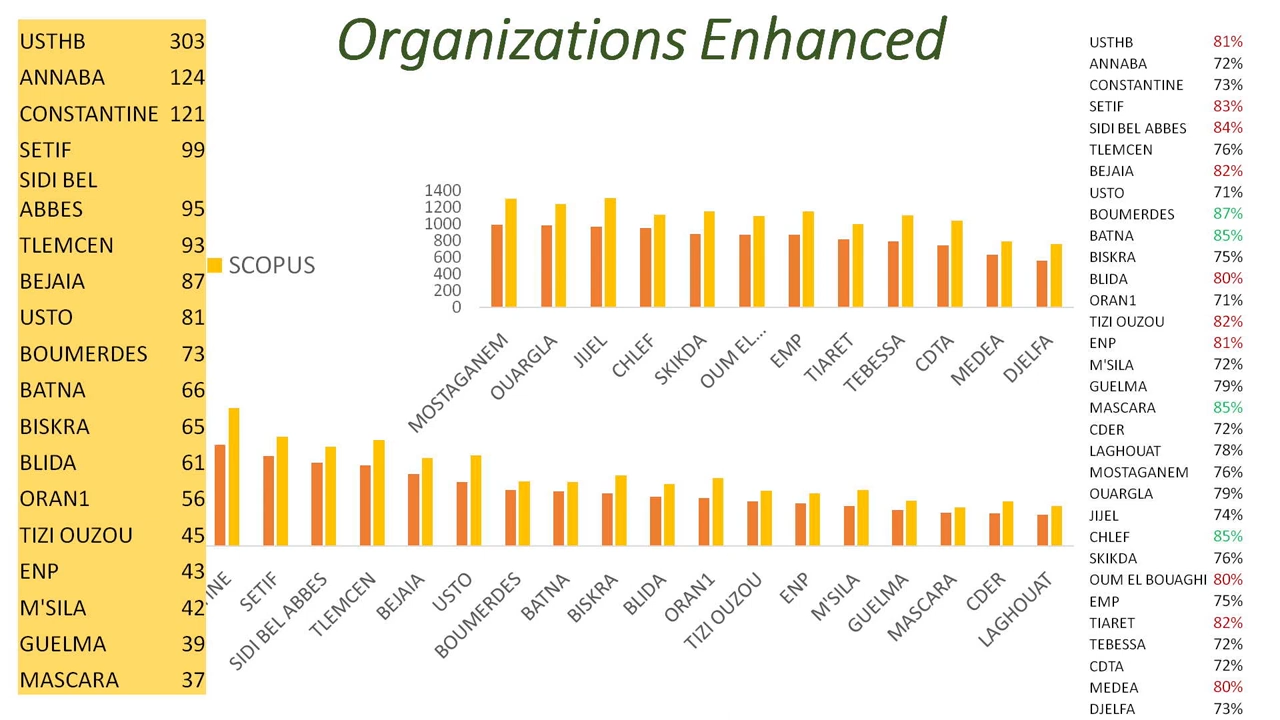 Organizations Enhanced
USTHB 303
ANNABA 124
CONSTANTINE 121
SETIF 99
SIDI BEL
ABBES 95
TLEMCEN 93
BEJAIA 87
USTO 81
BOUMERDES 73
BATNA 66
BISKRA 65
BLIDA 61
ORAN1 56
TIZI OUZOU 45
ENP 43
M'SILA 42
GUELMA 39
MASCARA 37
SCOPUS
1400
1200
1000
800
600
400
200
0
MOSTAGANEM
OUARGLA
JIJEL
CHLEF
SKIKDA
OUM EL...
EMP
TIARET
TEBESSA
CDTA
MEDEA
DJELFA
INE
SETIF
SIDI BEL ABBES
TLEMCEN
BEJAIA
USTO
BOUMERDES
BATNA
BISKRA
BLIDA
ORAN1
TIZI OUZOU
ENP
M'SILA
GUELMA
MASCARA
CDER
LAGHOUAT
USTHB 81%
ANNABA 72%
CONSTANTINE 73%
SETIF 83%
SIDI BEL ABBES 84%
TLEMCEN 76%
BEJAIA 82%
USTO 71%
BOUMERDES 87%
BATNA 85%
BISKRA 75%
BLIDA 80%
ORAN1 71%
TIZI OUZOU 82%
ENP 81%
M'SILA 72%
GUELMA 79%
MASCARA 85%
CDER 72%
LAGHOUAT 78%
MOSTAGANEM 76%
OUARGLA 79%
JIJEL 74%
CHLEF 85%
SKIKDA 76%
OUM EL BOUAGHI 80%
EMP 75%
TIARET 82%
TEBESSA 72%
CDTA 72%
MEDEA 80%
DJELFA 73%